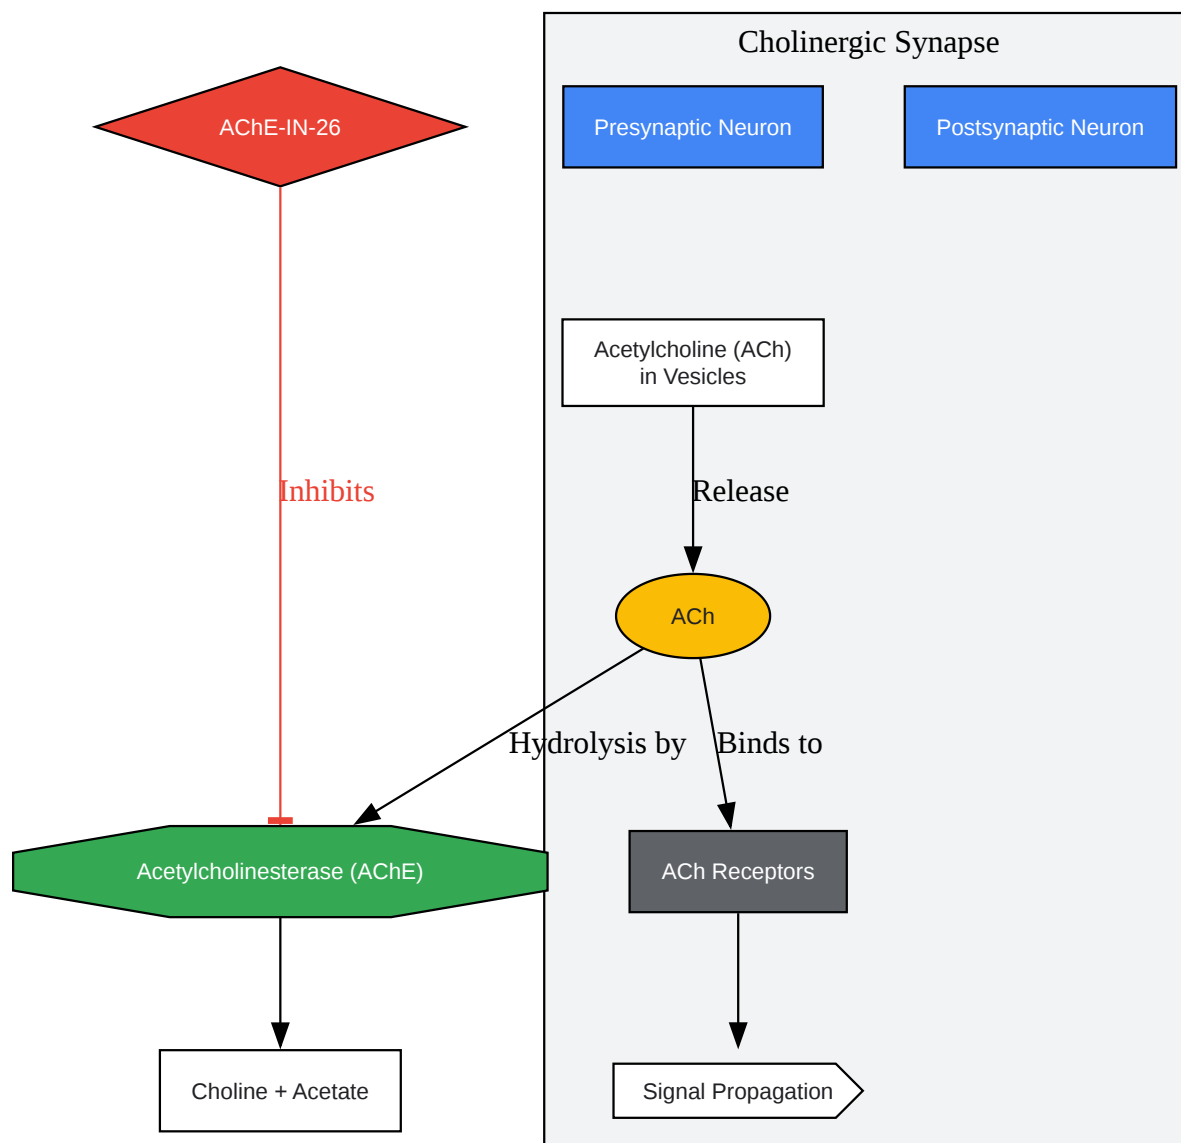 Cholinergic Synapse
AChE-IN-26
Presynaptic Neuron
Postsynaptic Neuron
Acetylcholine (ACh)
in Vesicles
Inhibits
Release
ACh
Hydrolysis by
Binds to
Acetylcholinesterase (AChE)
ACh Receptors
Choline + Acetate
Signal Propagation